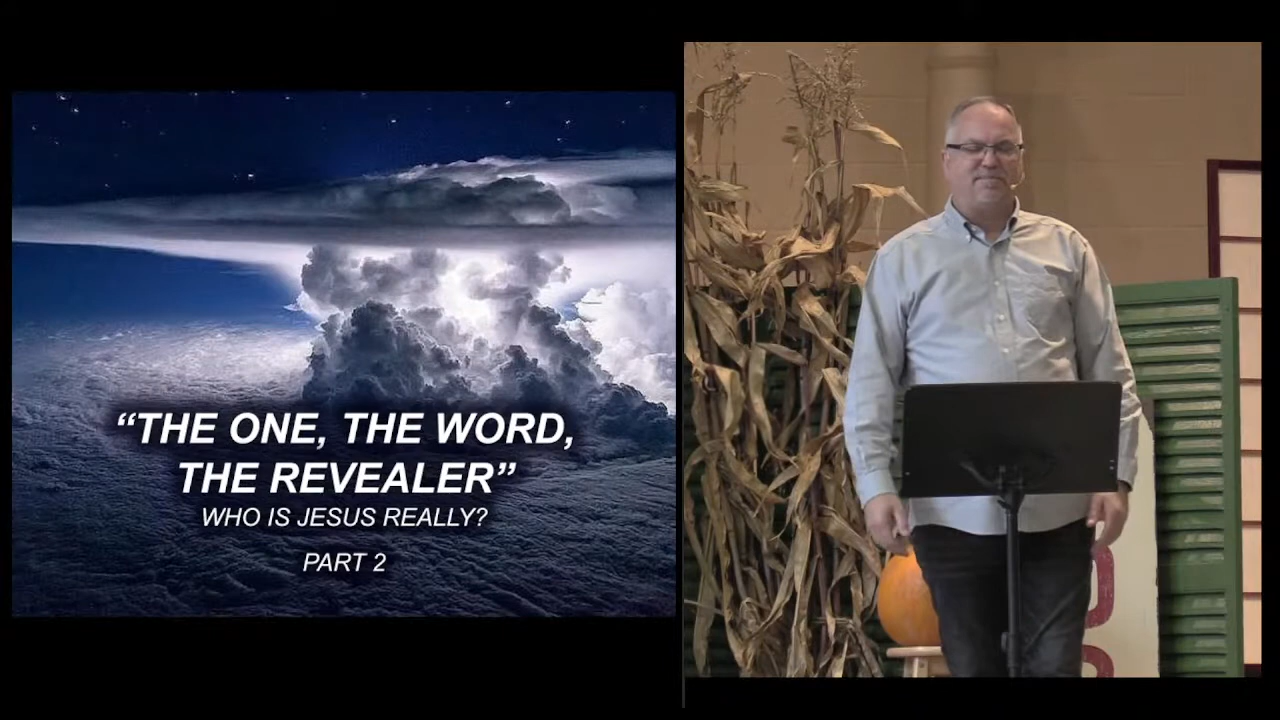 “THE ONE, THE WORD,
THE REVEALER”
WHO IS JESUS REALLY?
PART 2